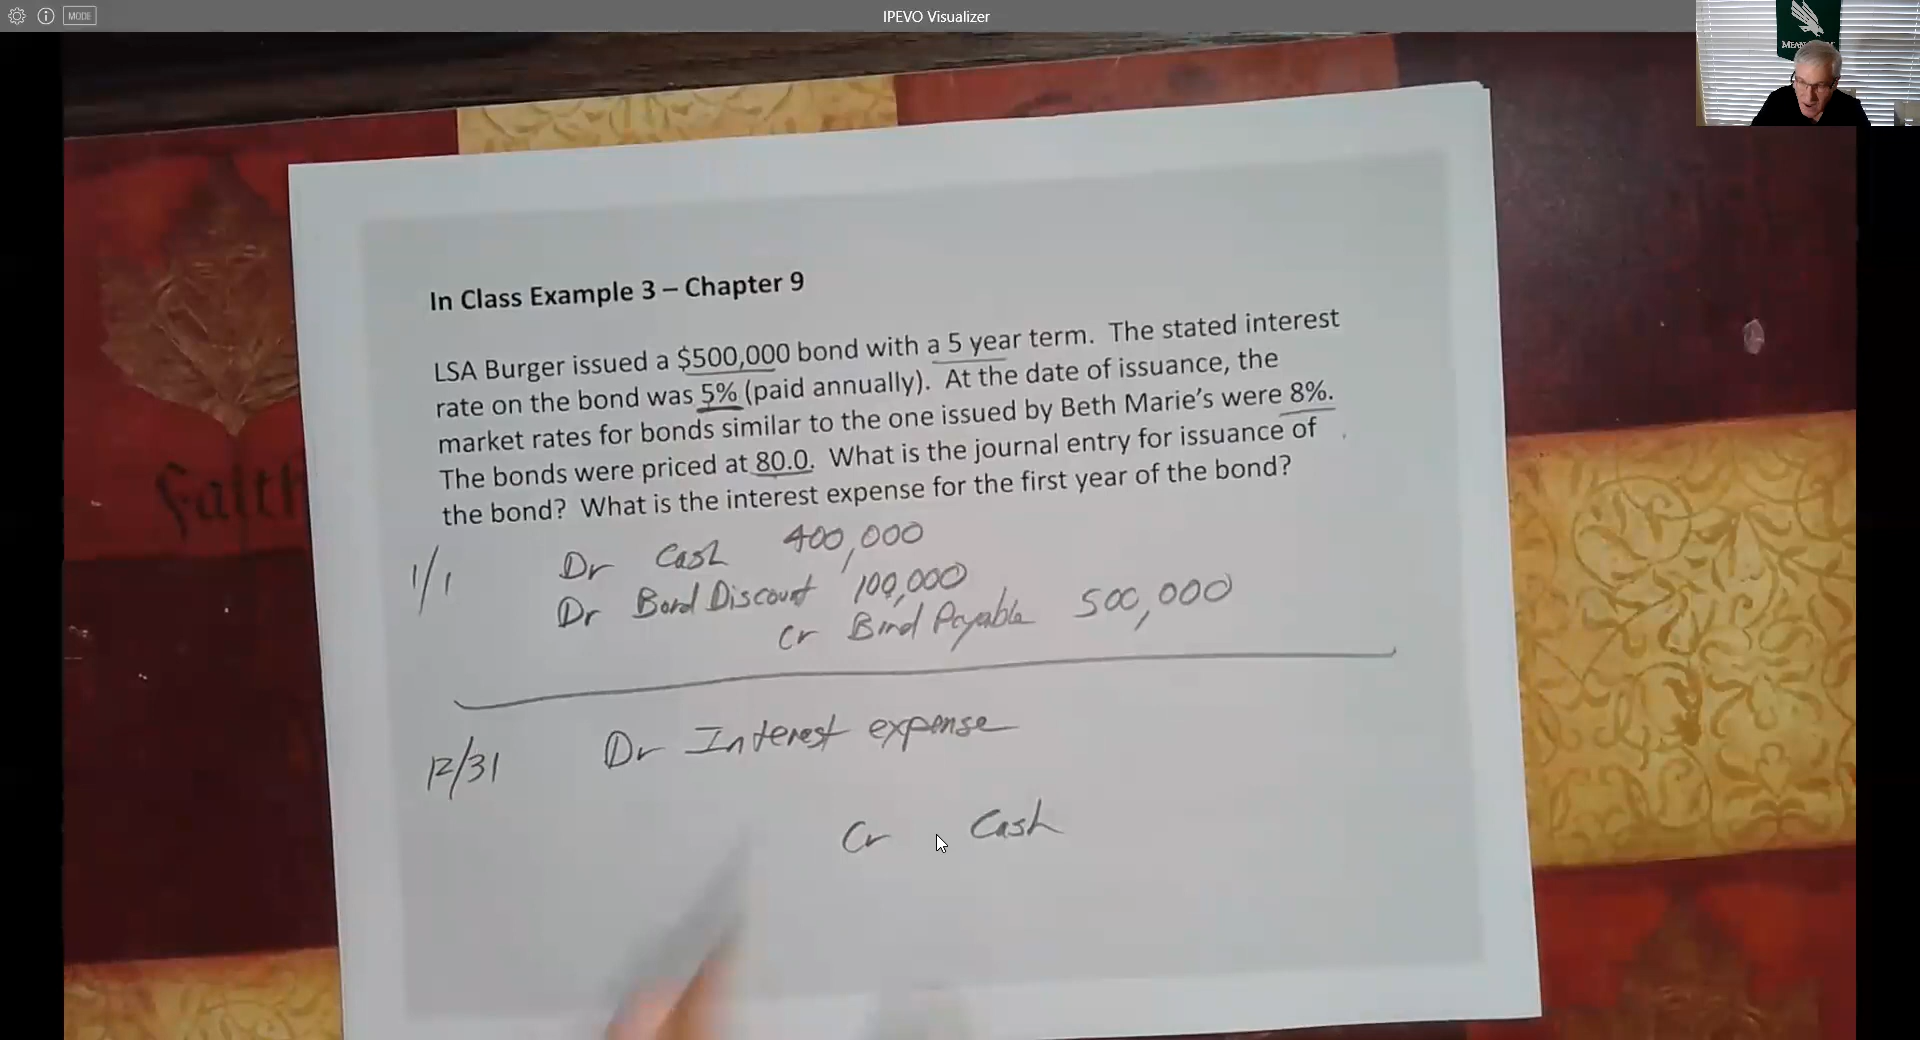 MODE
IPEVO Visualizer
MEAN
In Class Example 3 – Chapter 9
LSA Burger issued a $500,000 bond with a 5 year term. The stated interest
rate on the bond was 5% (paid annually). At the date of issuance, the
market rates for bonds similar to the one issued by Beth Marie's were 8%.
The bonds were priced at 80.0. What is the journal entry for issuance of
the bond? What is the interest expense for the first year of the bond?
Faith
1/1 Dr Cash 400,000
Dr Bond Discount 100,000
Cr Bond Payable 500,000
12/31 Dr Interest expense
Cr Cash